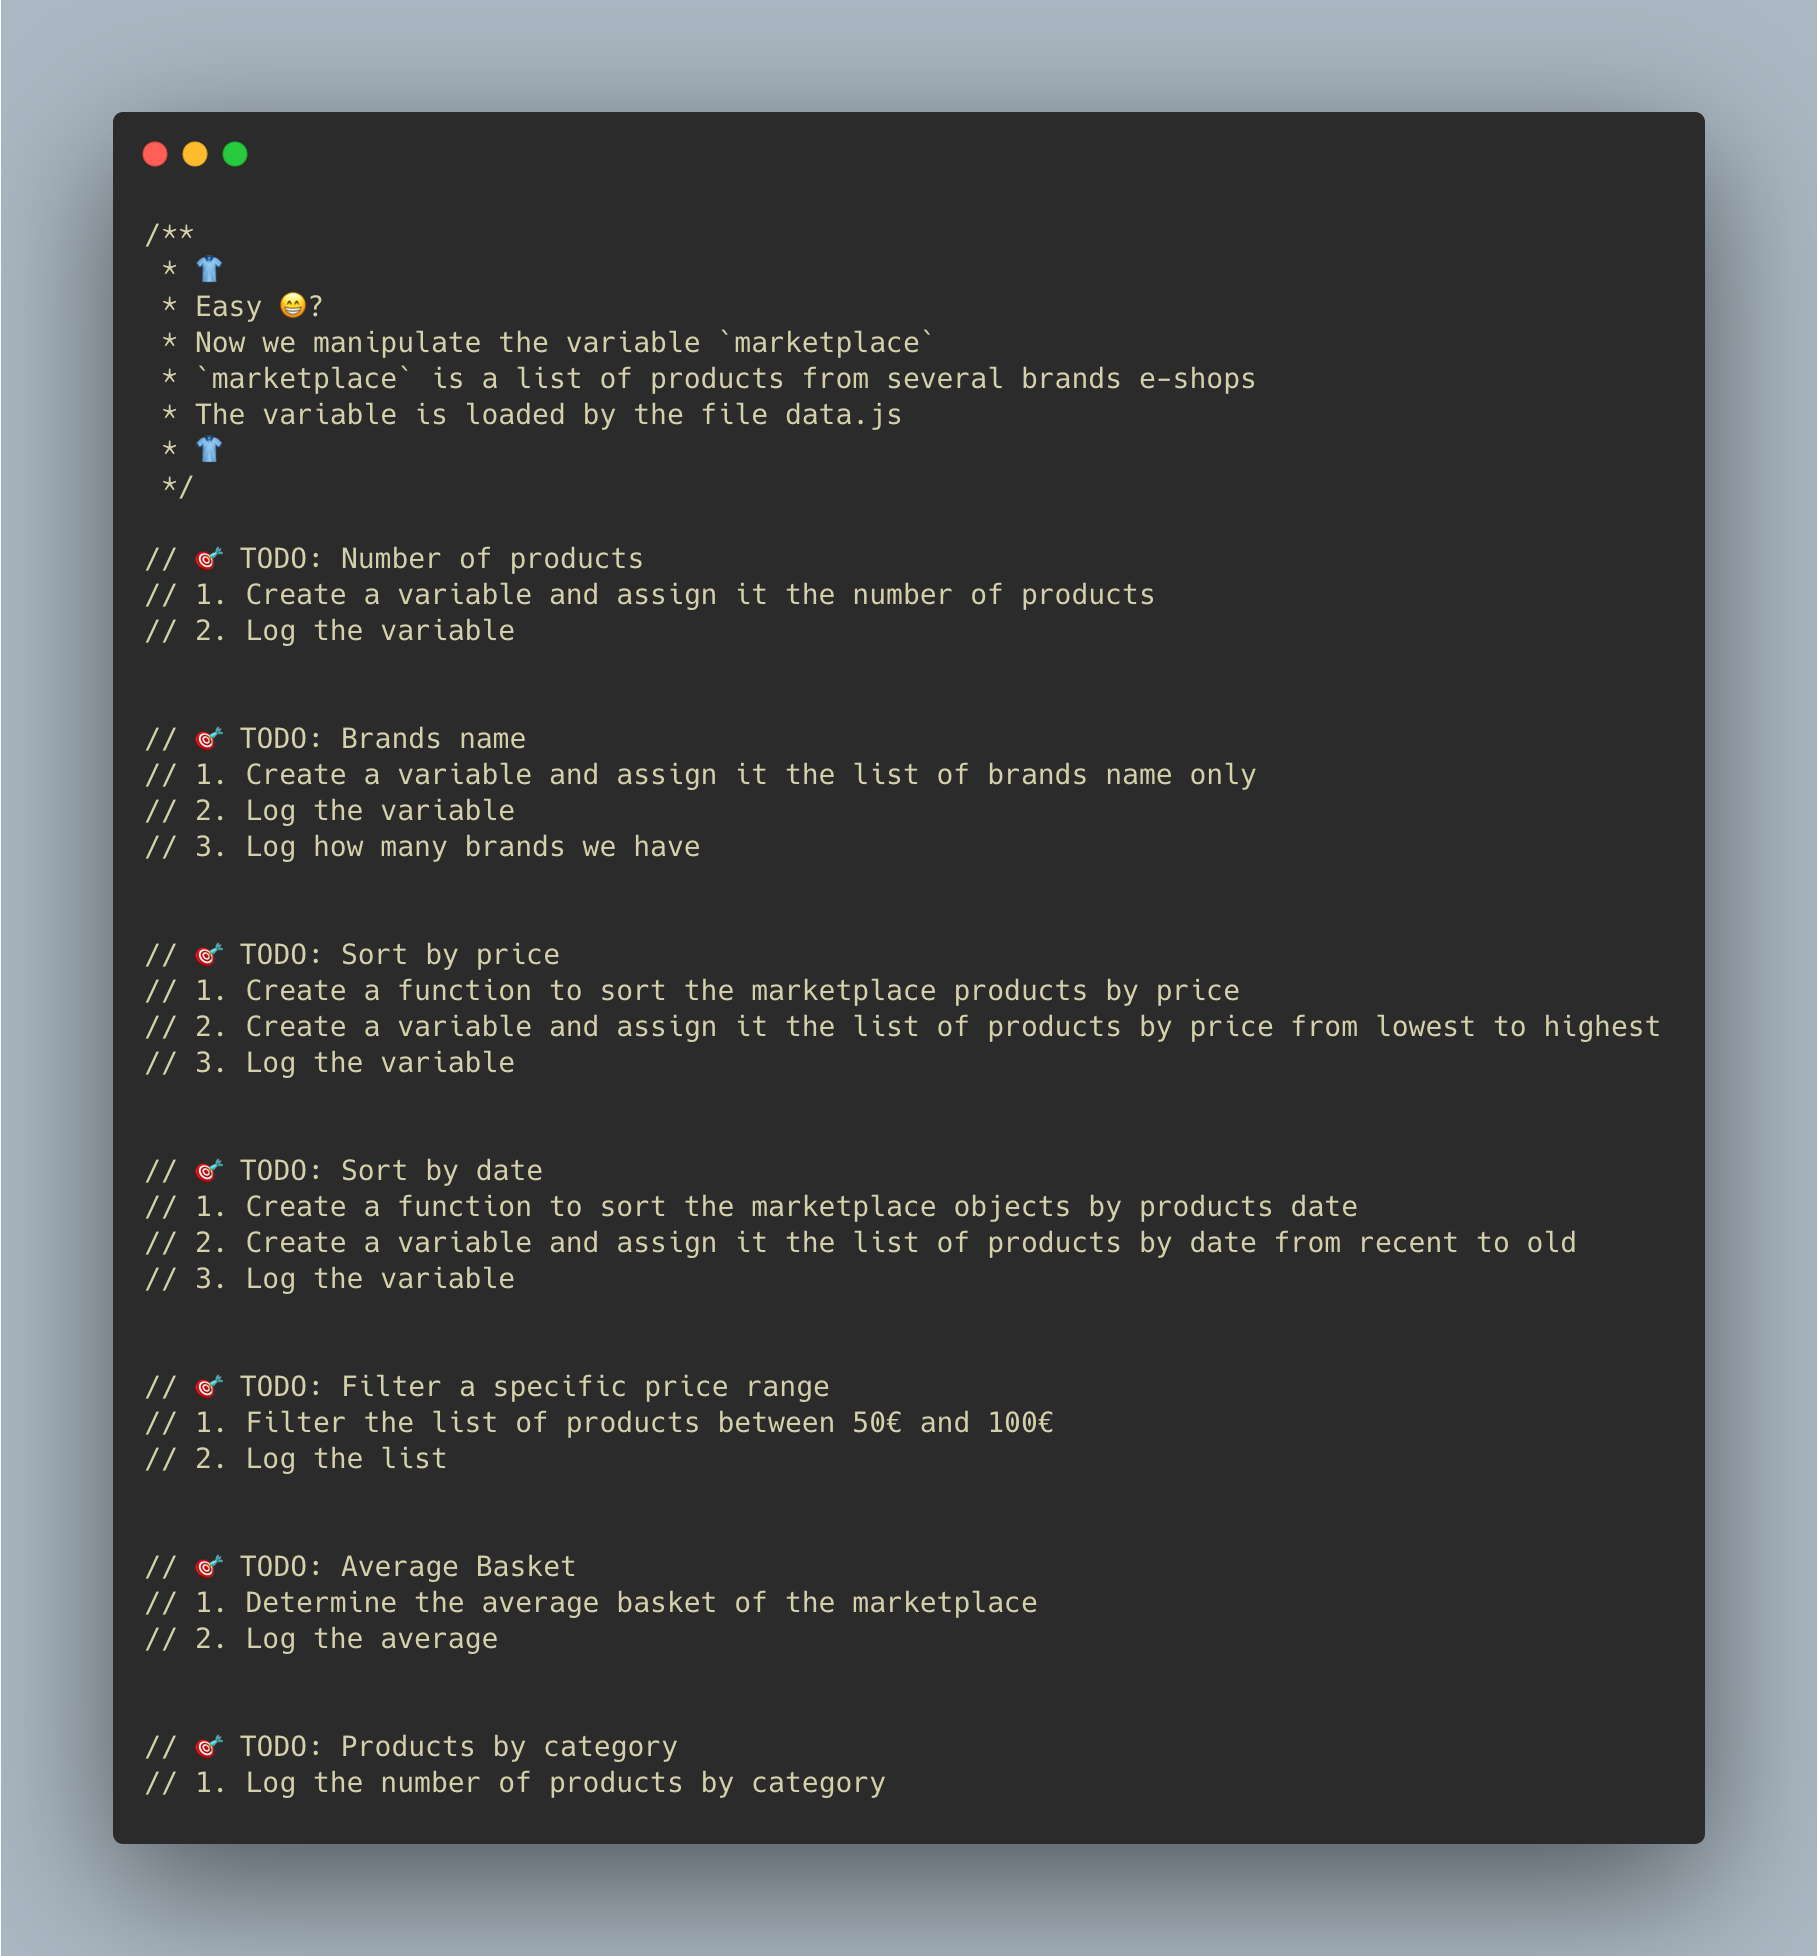 /**
 * 👕
 * Easy 😁?
 * Now we manipulate the variable `marketplace`
 * `marketplace` is a list of products from several brands e-shops
 * The variable is loaded by the file data.js
 * 👕
 */
// 🎯 TODO: Number of products
// 1. Create a variable and assign it the number of products
// 2. Log the variable
// 🎯 TODO: Brands name
// 1. Create a variable and assign it the list of brands name only
// 2. Log the variable
// 3. Log how many brands we have
// 🎯 TODO: Sort by price
// 1. Create a function to sort the marketplace products by price
// 2. Create a variable and assign it the list of products by price from lowest to highest
// 3. Log the variable
// 🎯 TODO: Sort by date
// 1. Create a function to sort the marketplace objects by products date
// 2. Create a variable and assign it the list of products by date from recent to old
// 3. Log the variable
// 🎯 TODO: Filter a specific price range
// 1. Filter the list of products between 50€ and 100€
// 2. Log the list
// 🎯 TODO: Average Basket
// 1. Determine the average basket of the marketplace
// 2. Log the average
// 🎯 TODO: Products by category
// 1. Log the number of products by category